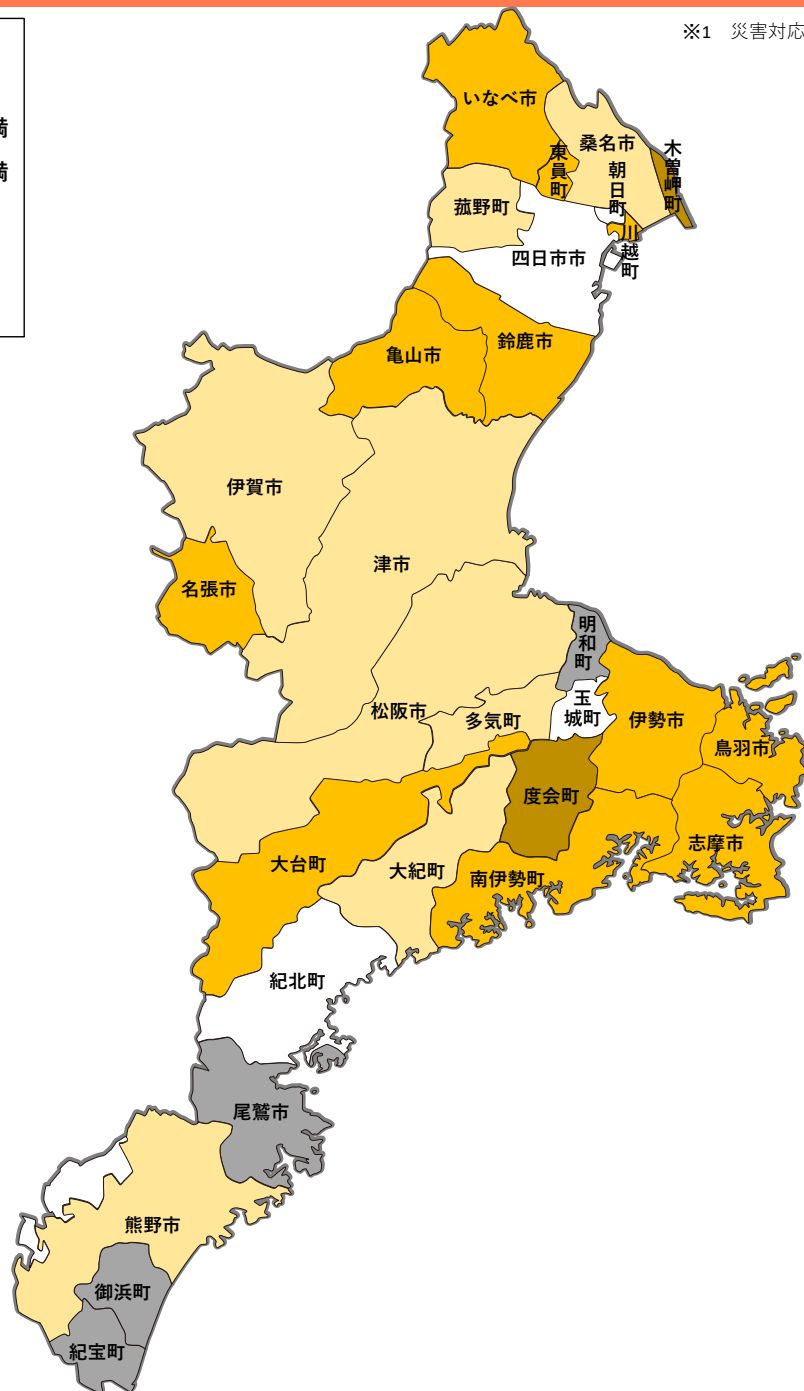 ※1 災害対応
満
満
いなべ市
桑名市
東員町
朝日町
木曽岬町
菰野町
川越町
四日市市
鈴鹿市
亀山市
伊賀市
津市
名張市
明和町
松阪市
多気町
玉城町
伊勢市
鳥羽市
度会町
志摩市
大台町
大紀町
南伊勢町
紀北町
尾鷲市
熊野市
御浜町
紀宝町